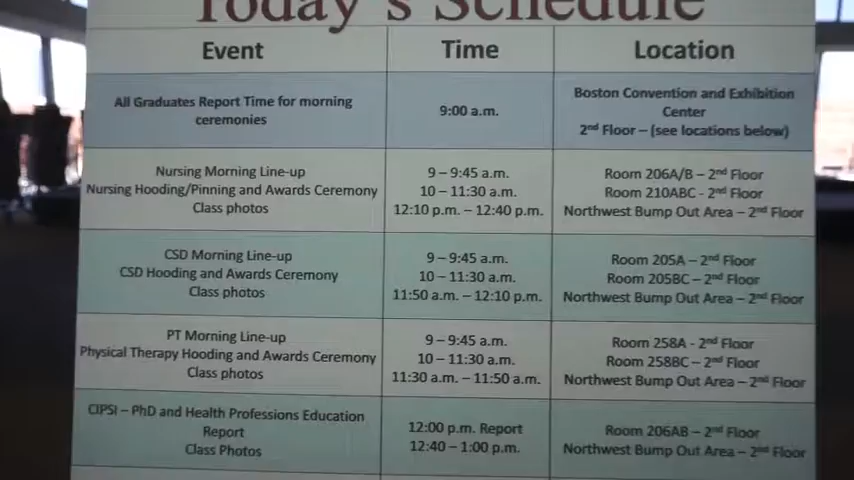 Today's Schedule
Event Time Location
All Graduates Report Time for morning
ceremonies
9:00 a.m.
Boston Convention and Exhibition
Center
2nd Floor – (see locations below)
Nursing Morning Line-up
Nursing Hooding/Pinning and Awards Ceremony
Class photos
9 – 9:45 a.m.
10 – 11:30 a.m.
12:10 p.m. – 12:40 p.m.
Room 206A/B – 2nd Floor
Room 210ABC - 2nd Floor
Northwest Bump Out Area – 2nd Floor
CSD Morning Line-up
CSD Hooding and Awards Ceremony
Class photos
9 – 9:45 a.m.
10 – 11:30 a.m.
11:50 a.m. – 12:10 p.m.
Room 205A – 2nd Floor
Room 205BC – 2nd Floor
Northwest Bump Out Area – 2nd Floor
PT Morning Line-up
Physical Therapy Hooding and Awards Ceremony
Class photos
9 – 9:45 a.m.
10 – 11:30 a.m.
11:30 a.m. – 11:50 a.m.
Room 258A - 2nd Floor
Room 258BC – 2nd Floor
Northwest Bump Out Area – 2nd Floor
CIPSI – PhD and Health Professions Education
Report
Class Photos
12:00 p.m. Report
12:40 – 1:00 p.m.
Room 206AB – 2nd Floor
Northwest Bump Out Area – 2nd Floor